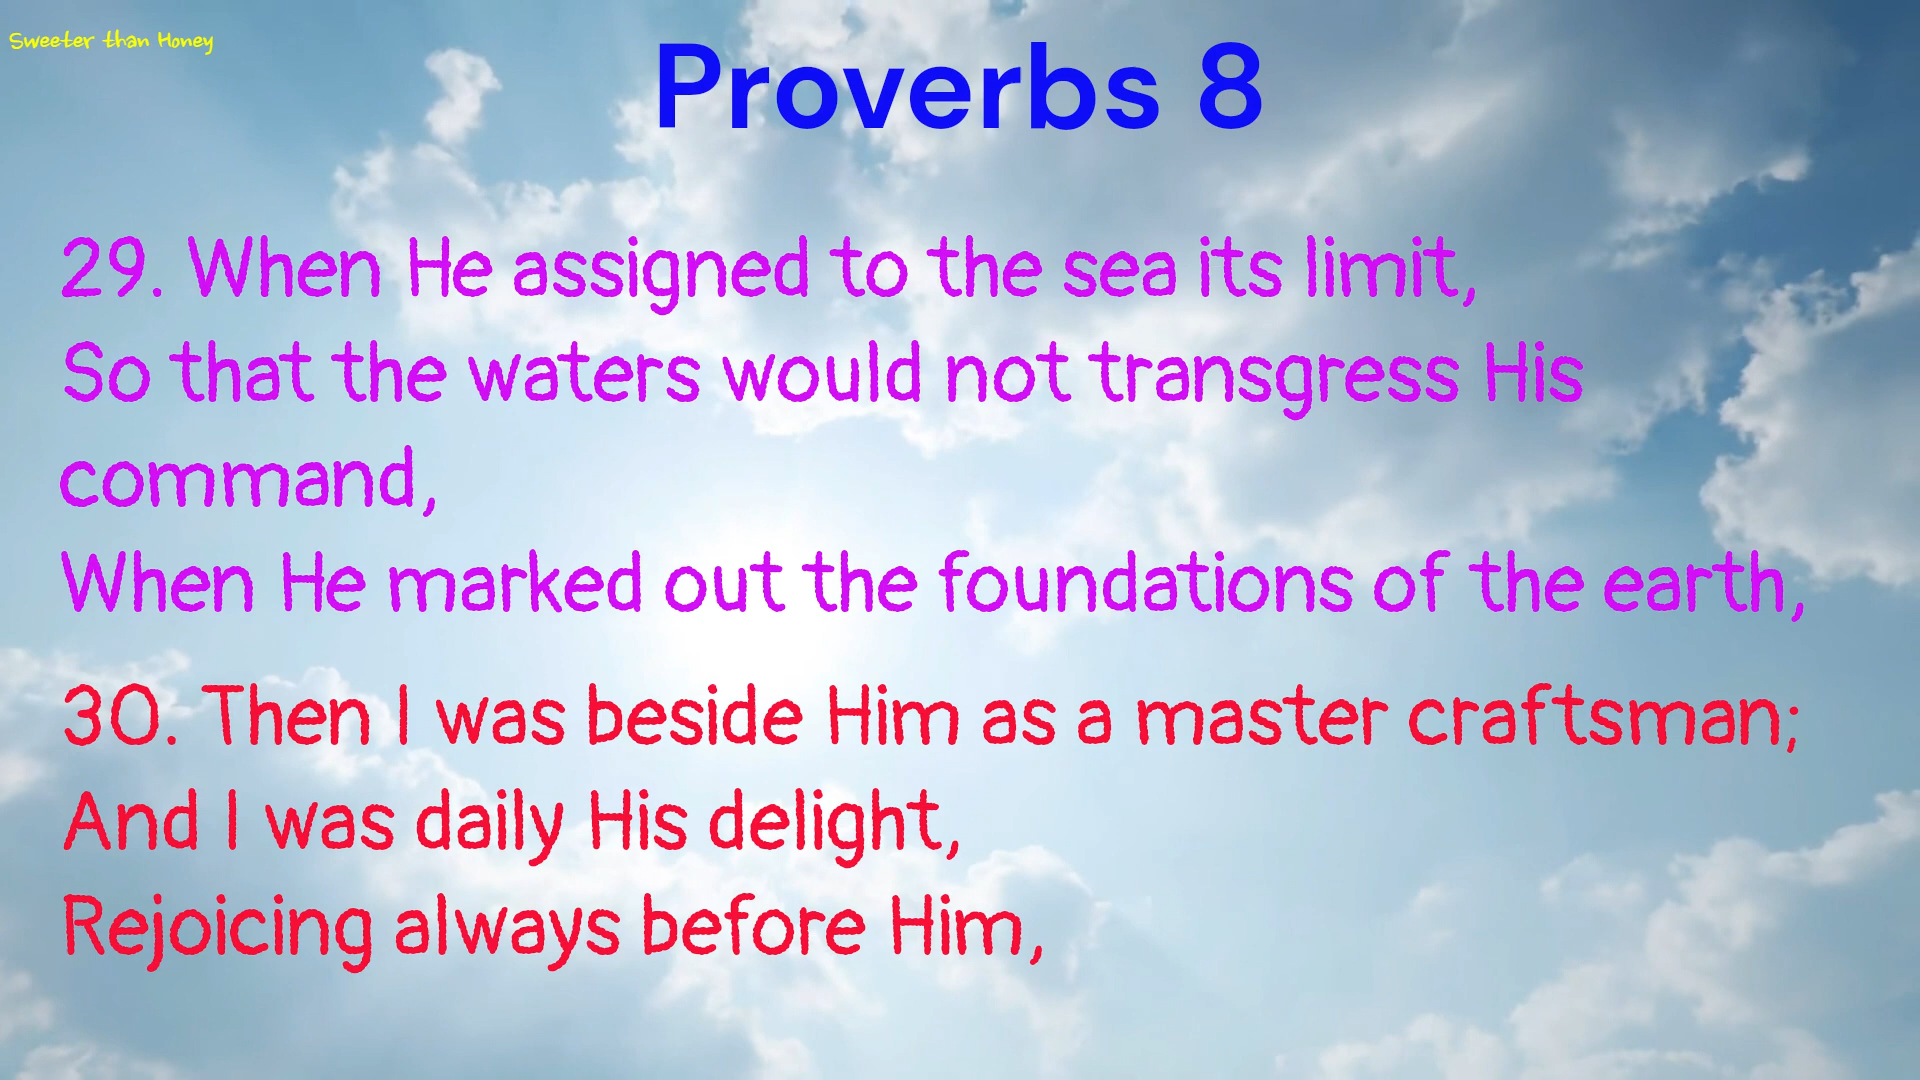 Sweeter than Honey
Proverbs 8
29. When He assigned to the sea its limit,
So that the waters would not transgress His
command,
When He marked out the foundations of the earth,
30. Then I was beside Him as a master craftsman;
And I was daily His delight,
Rejoicing always before Him,